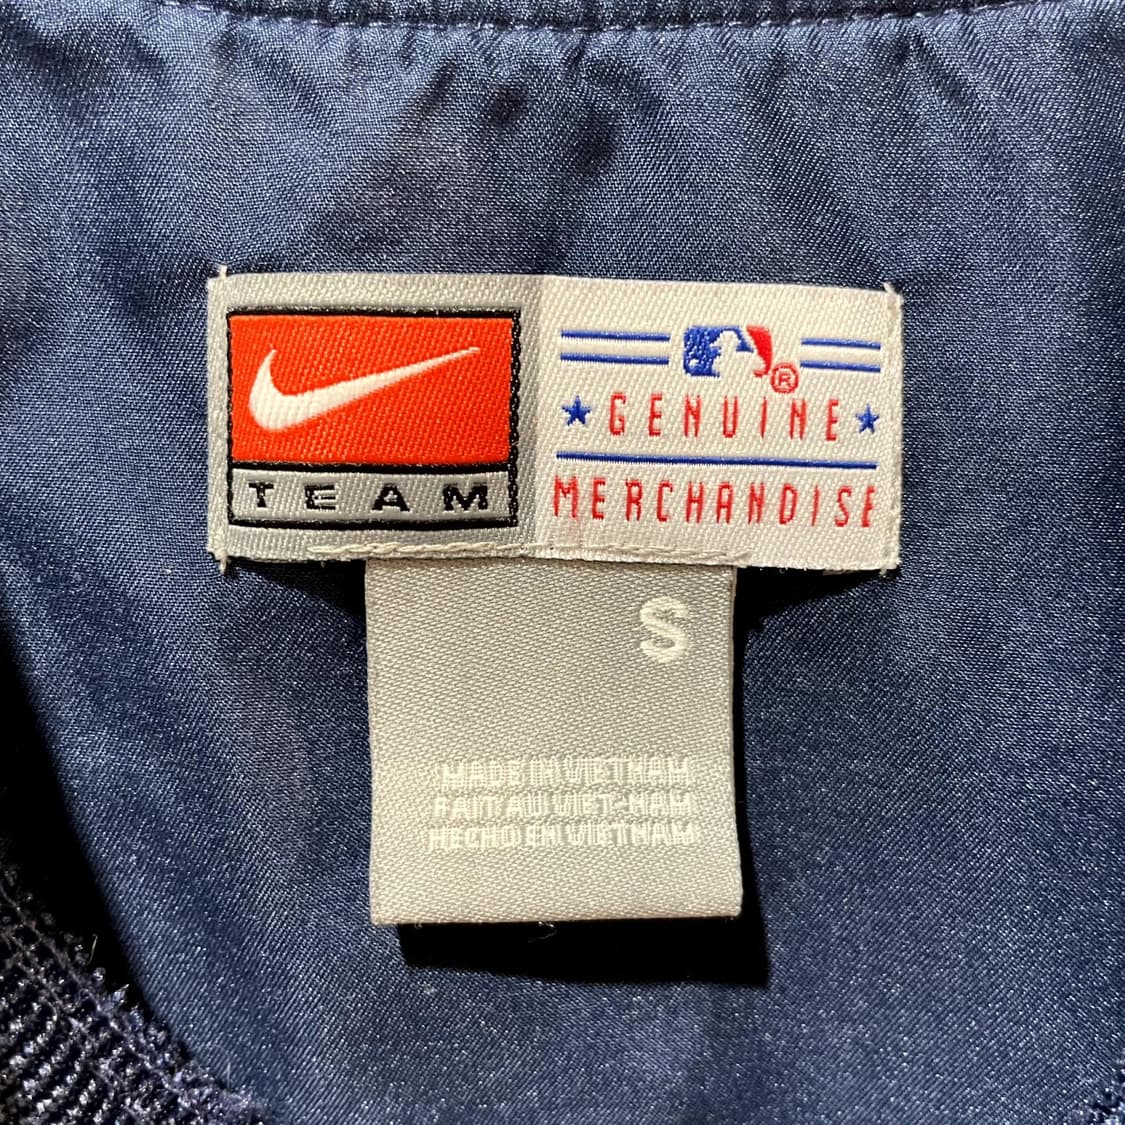 TEAM
®
★ GENUINE ★
MERCHANDISE
S
MADE IN VIETNAM
FAIT AU VIET-NAM
HECHO EN VIETNAM